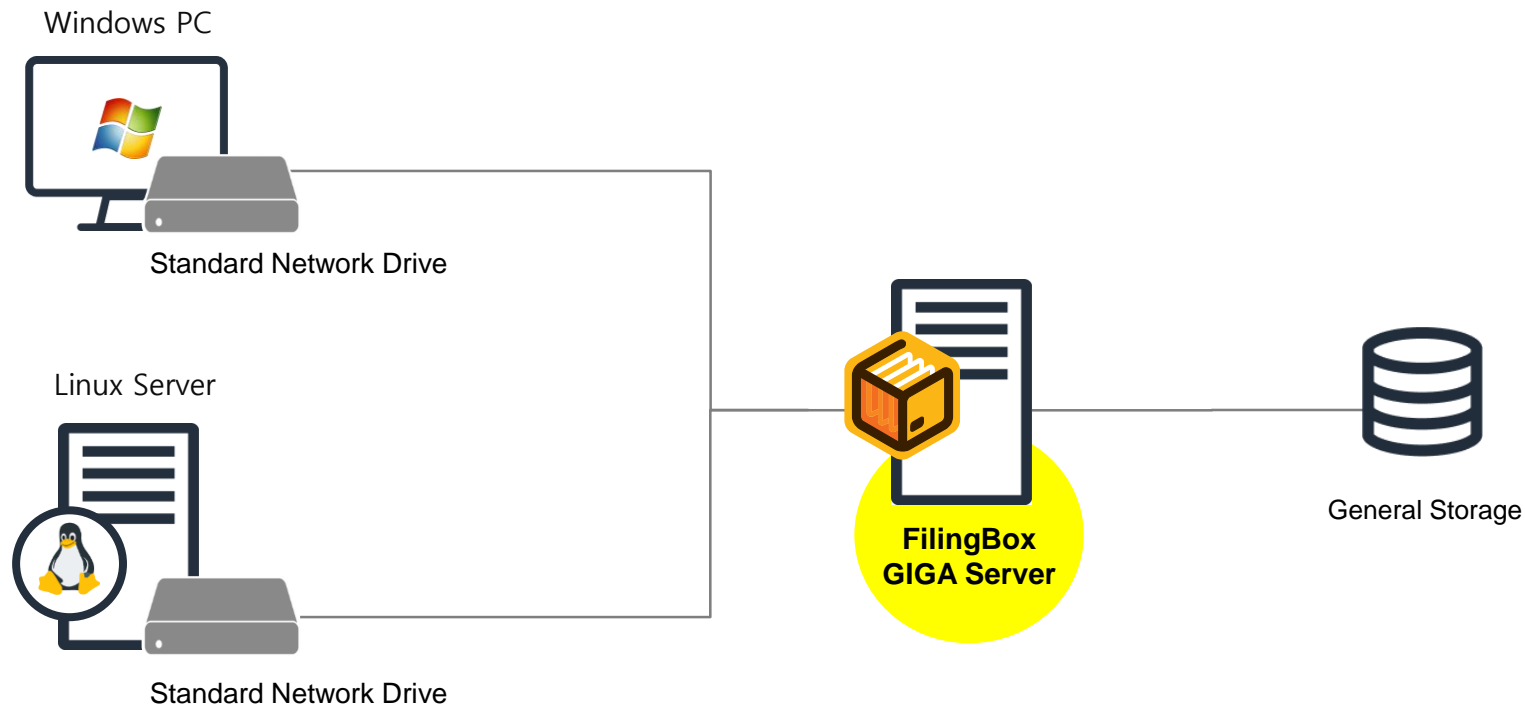 Windows PC
Standard Network Drive
Linux Server
Standard Network Drive
FilingBox
GIGA Server
General Storage